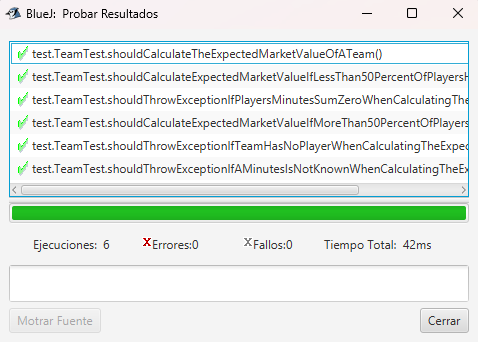 BlueJ: Probar Resultados
test.TeamTest.shouldCalculateTheExpectedMarketValueOfATeam()
test.TeamTest.shouldCalculateExpectedMarketValueIfLessThan50PercentOfPlayersH
test.TeamTest.shouldThrowExceptionIfPlayersMinutesSumZeroWhenCalculatingThe
test.TeamTest.shouldCalculateExpectedMarketValueIfMoreThan50PercentOfPlayers
test.TeamTest.shouldThrowExceptionIfTeamHasNoPlayerWhenCalculatingTheExpec
test.TeamTest.shouldThrowExceptionIfAMinutesIsNotKnownWhenCalculatingTheExp
Ejecuciones: 6 Errores:0 Fallos:0 Tiempo Total: 42ms
Motrar Fuente Cerrar